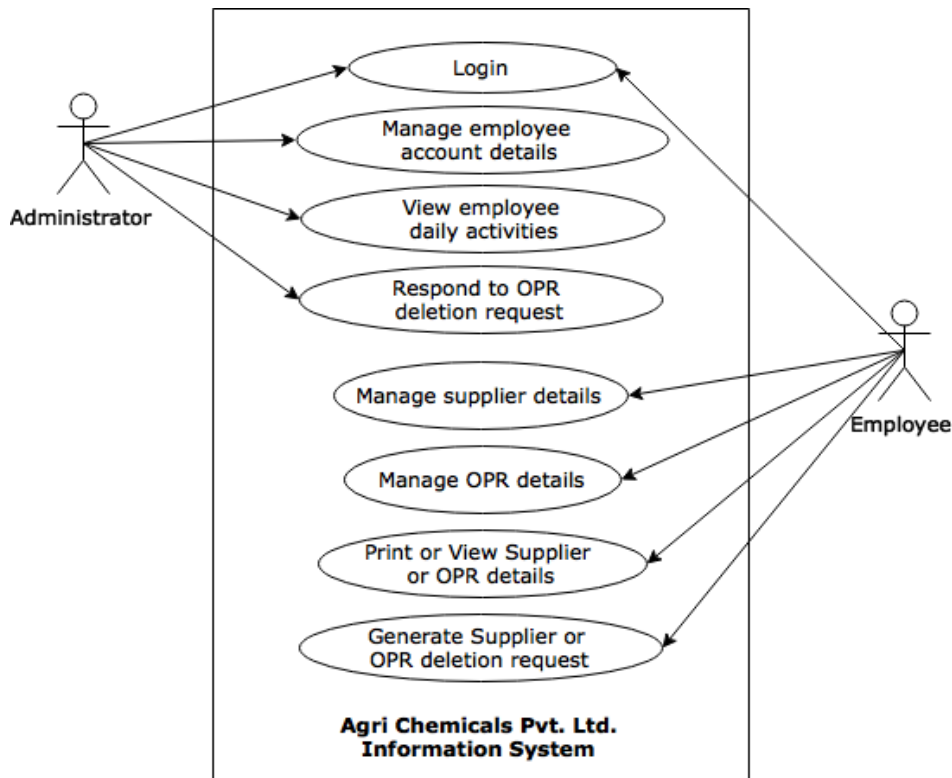 Login
Manage employee
account details
Administrator
View employee
daily activities
Respond to OPR
deletion request
Manage supplier details
Employee
Manage OPR details
Print or View Supplier
or OPR details
Generate Supplier or
OPR deletion request
Agri Chemicals Pvt. Ltd.
Information System